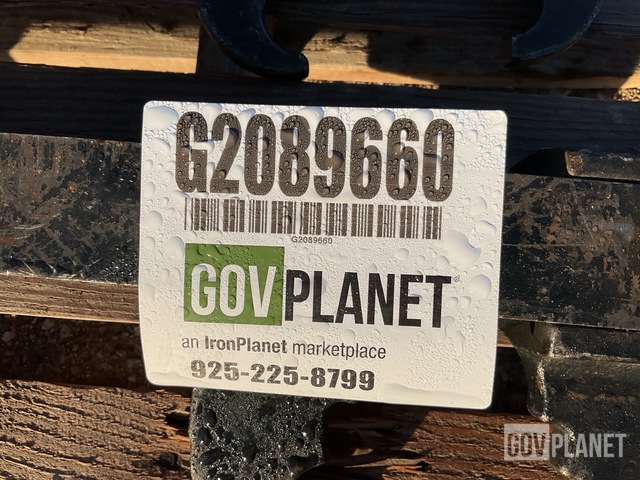 G2089660
G2089660
GOVPLANET®
an IronPlanet marketplace
925-225-8799
GOVPLANET